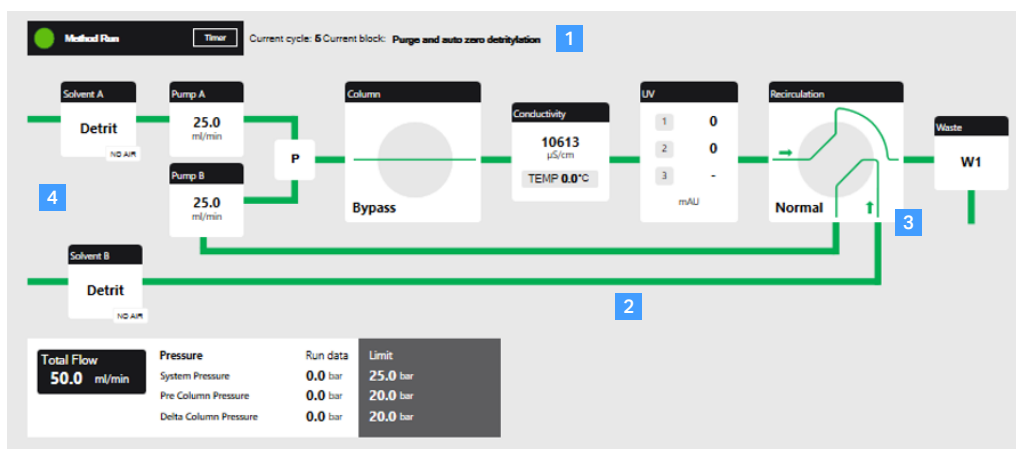 Method Run
Timer
Current cycle: 5 Current block: Purge and auto zero detritylation
1
Solvent A
Detrit
NO AIR
Pump A
25.0
ml/min
P
Column
Bypass
Conductivity
10613
µS/cm
TEMP 0.0°C
UV
1 0
2 0
3 -
mAU
Recirculation
Normal
Waste
W1
4
Pump B
25.0
ml/min
3
Solvent B
Detrit
NO AIR
2
Total Flow
50.0 ml/min
Pressure Run data Limit
System Pressure 0.0 bar 25.0 bar
Pre Column Pressure 0.0 bar 20.0 bar
Delta Column Pressure 0.0 bar 20.0 bar